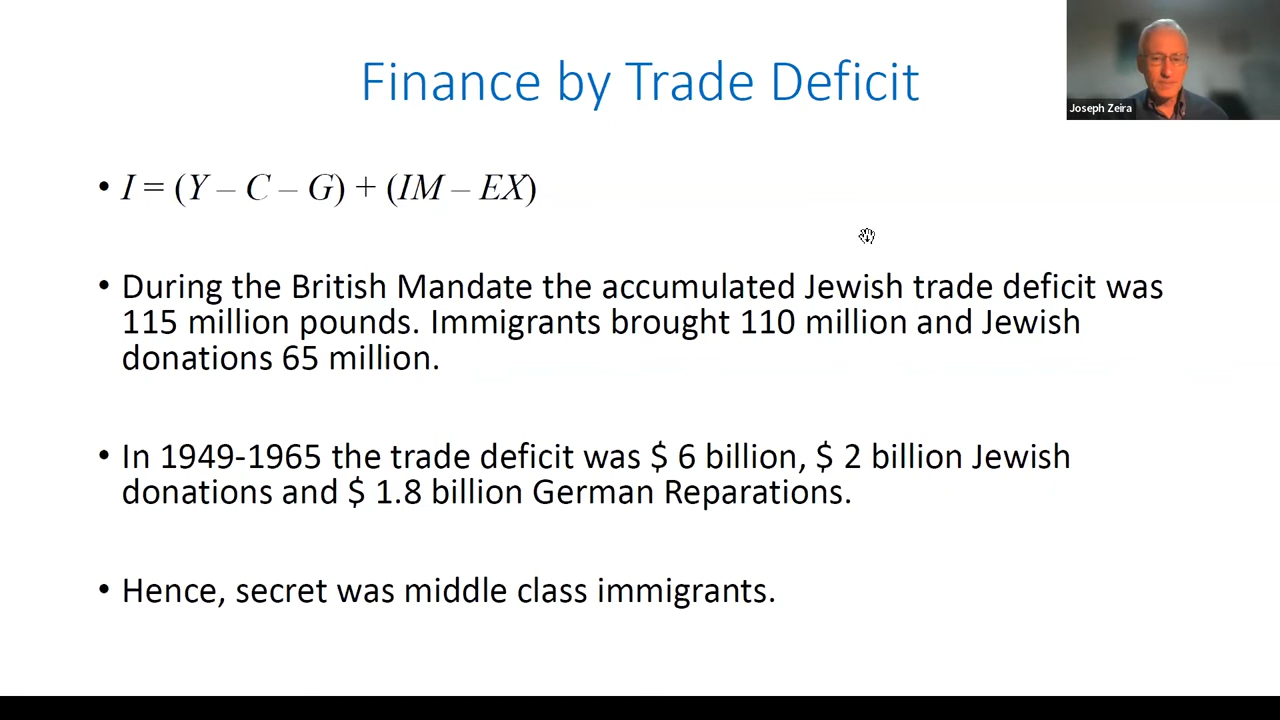 Finance by Trade Deficit
Joseph Zeira
• I = (Y – C – G) + (IM – EX)
• During the British Mandate the accumulated Jewish trade deficit was
115 million pounds. Immigrants brought 110 million and Jewish
donations 65 million.
• In 1949-1965 the trade deficit was $ 6 billion, $ 2 billion Jewish
donations and $ 1.8 billion German Reparations.
• Hence, secret was middle class immigrants.